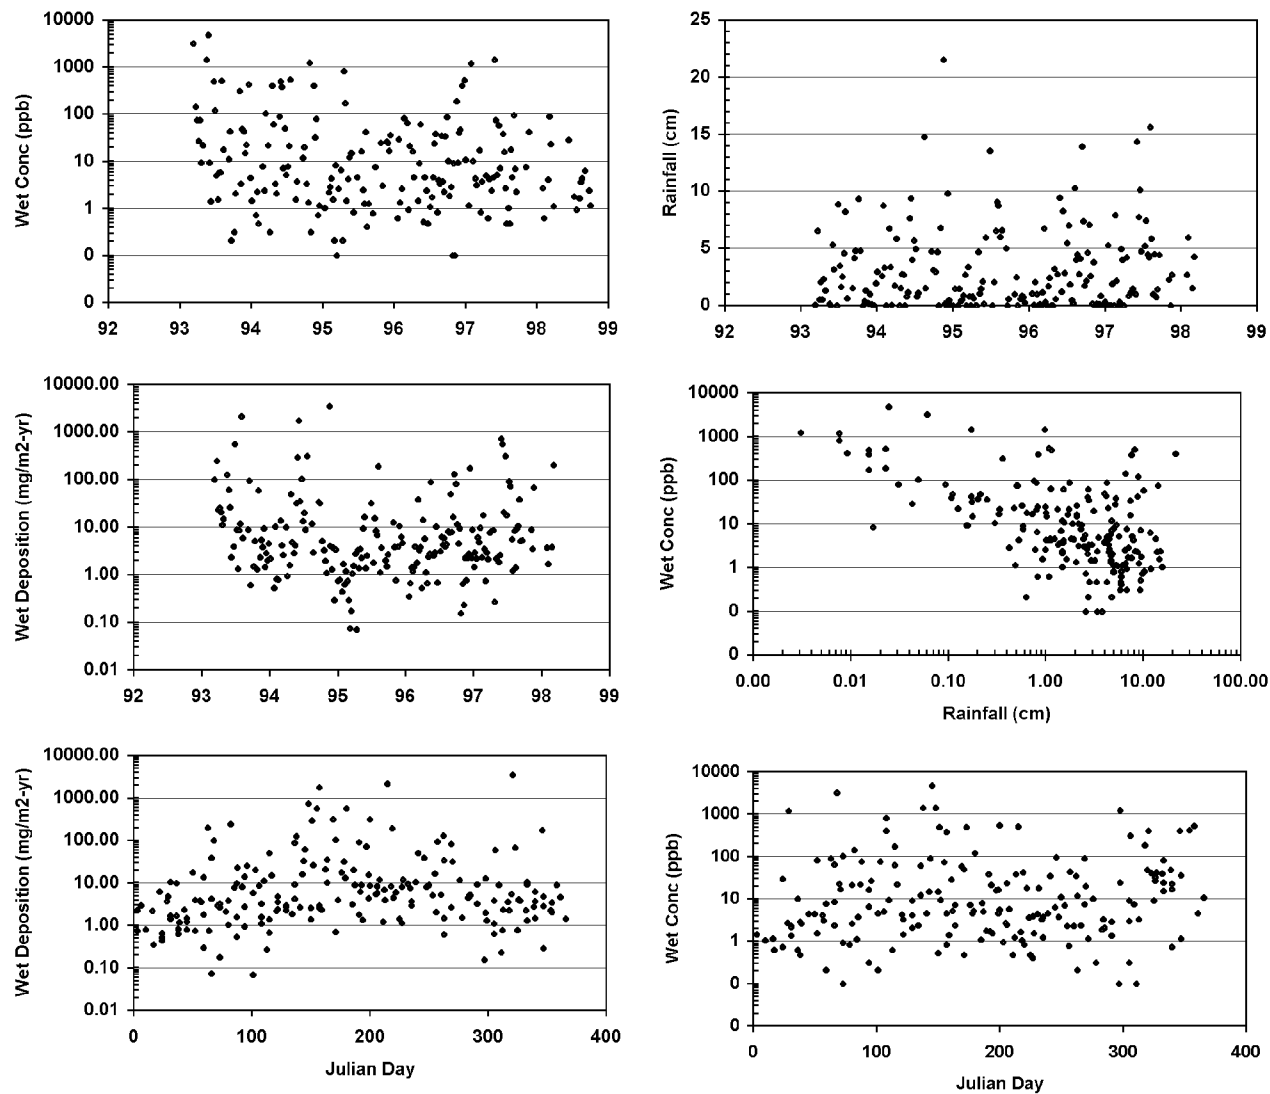 10000
1000
100
10
1
0
0
Wet Conc (ppb)
92 93 94 95 96 97 98 99
25
20
15
10
5
0
Rainfall (cm)
92 93 94 95 96 97 98 99
10000.00
1000.00
100.00
10.00
1.00
0.10
0.01
Wet Deposition (mg/m2-yr)
92 93 94 95 96 97 98 99
10000
1000
100
10
1
0
0
Wet Conc (ppb)
0.00 0.01 0.10 1.00 10.00 100.00
Rainfall (cm)
10000.00
1000.00
100.00
10.00
1.00
0.10
0.01
Wet Deposition (mg/m2-yr)
0 100 200 300 400
Julian Day
10000
1000
100
10
1
0
0
Wet Conc (ppb)
0 100 200 300 400
Julian Day